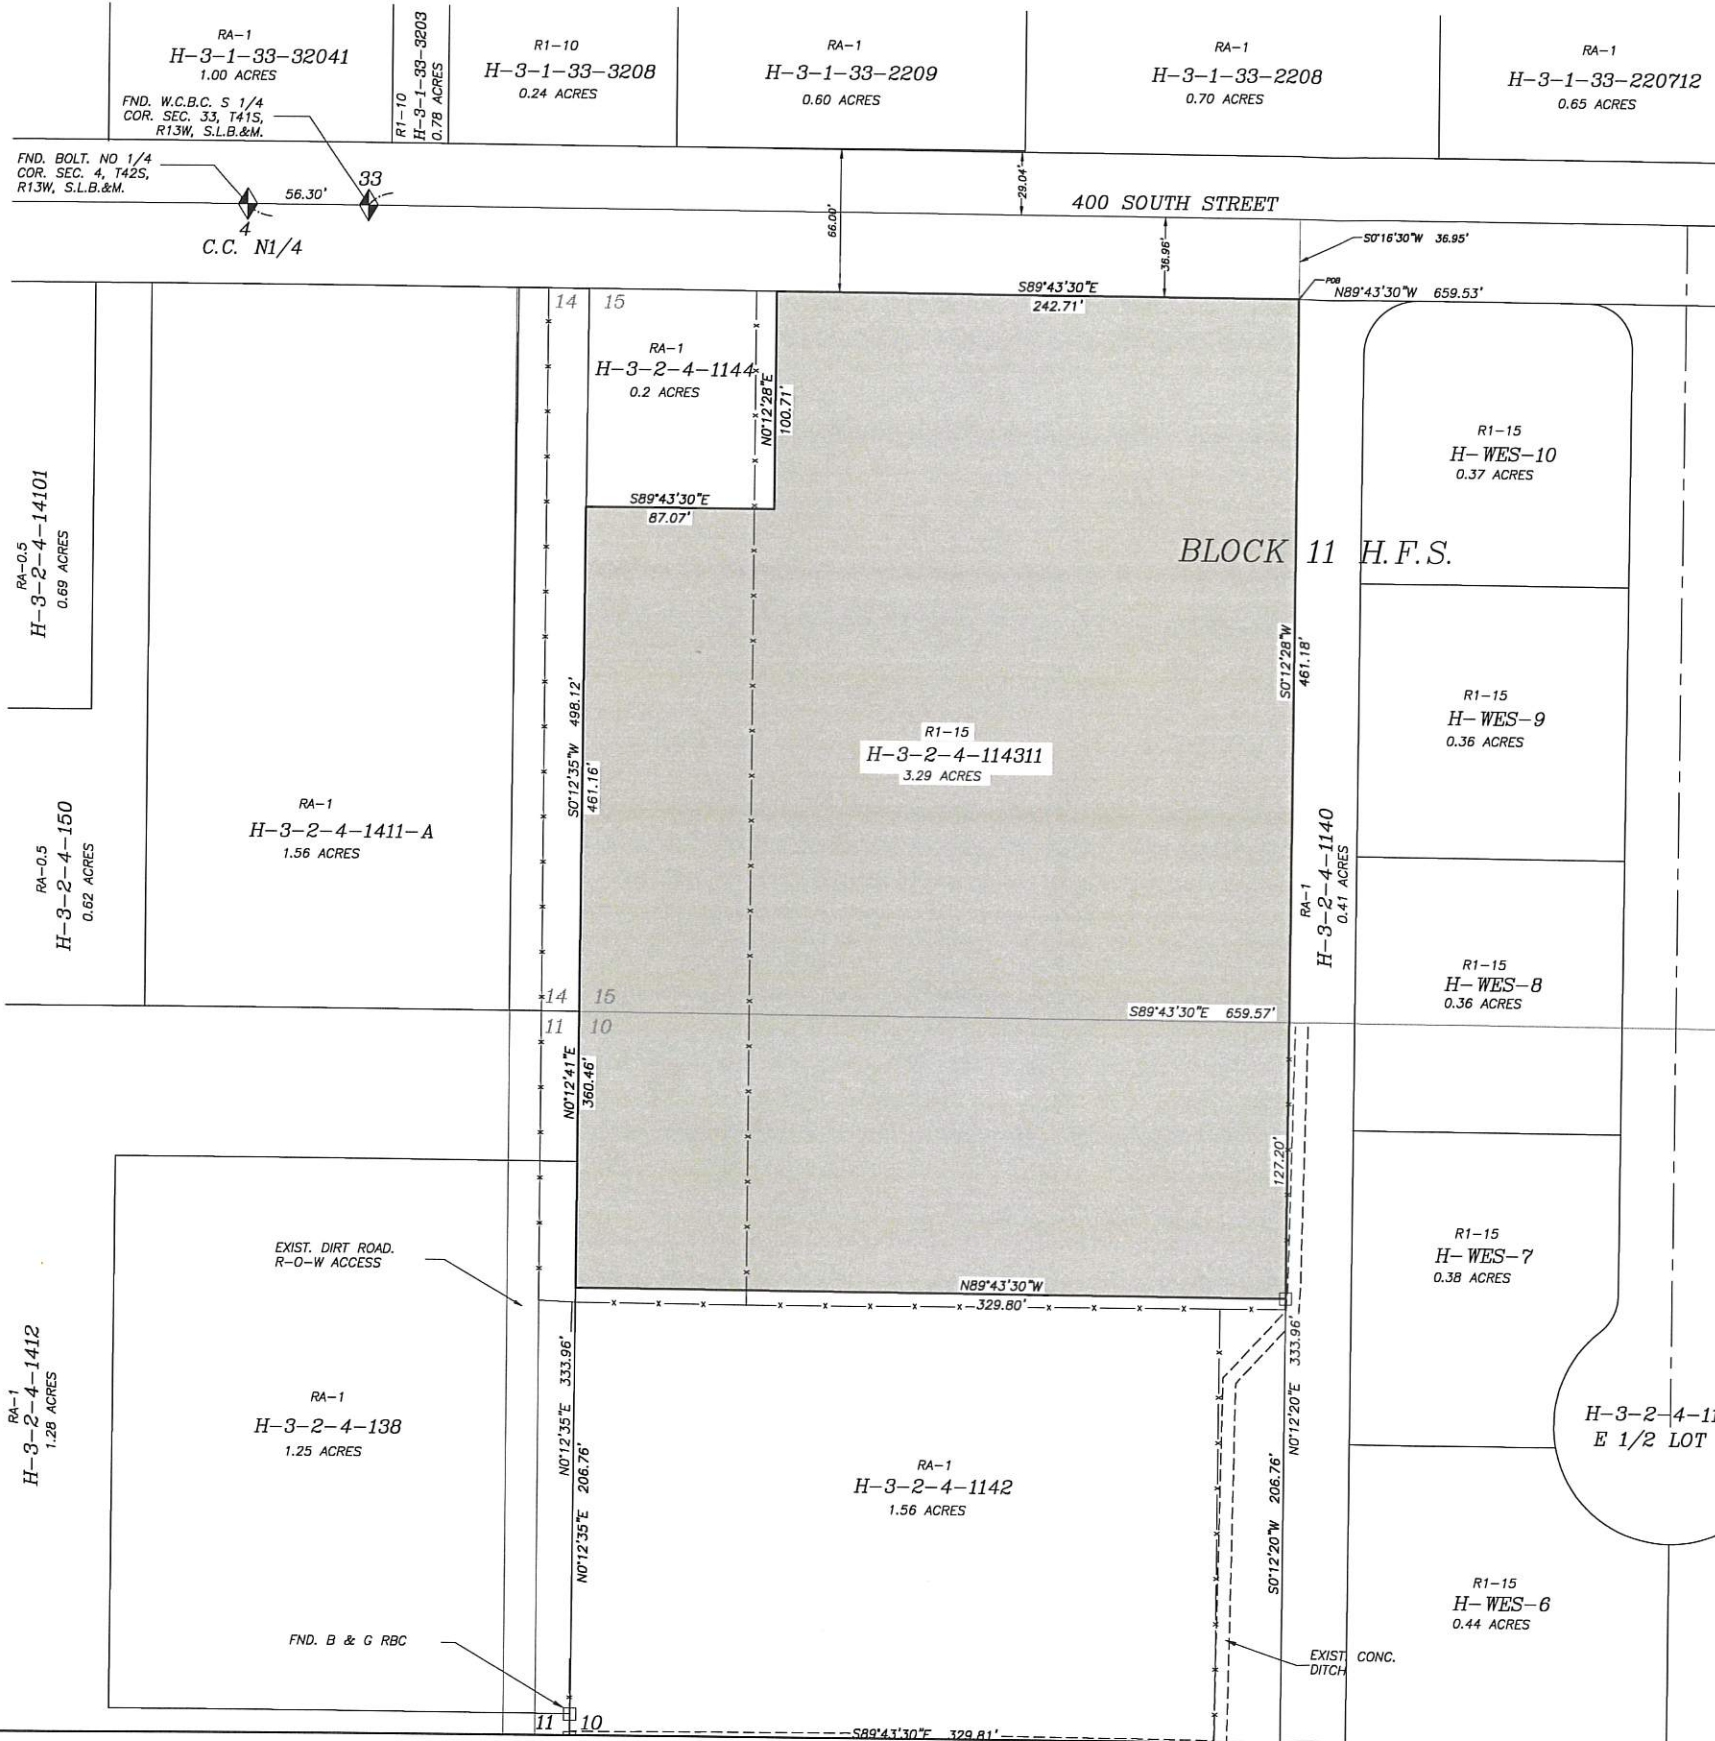 RA-1
H-3-1-33-32041
1.00 ACRES
R1-10
H-3-1-33-3203
0.78 ACRES
R1-10
H-3-1-33-3208
0.24 ACRES
RA-1
H-3-1-33-2209
0.60 ACRES
RA-1
H-3-1-33-2208
0.70 ACRES
RA-1
H-3-1-33-220712
0.65 ACRES
FND. W.C.B.C. S 1/4
COR. SEC. 33, T41S,
R13W, S.L.B.&M.
FND. BOLT. NO 1/4
COR. SEC. 4, T42S,
R13W, S.L.B.&M.
56.30'
33
4
C.C. N1/4
66.00'
29.04'
400 SOUTH STREET
36.96'
S0°16'30"W 36.95'
POB
N89°43'30"W 659.53'
S89°43'30"E
242.71'
14 15
RA-1
H-3-2-4-1144
0.2 ACRES
N0°12'28"E
100.71'
S89°43'30"E
87.07'
R1-15
H-WES-10
0.37 ACRES
BLOCK 11 H.F.S.
RA-0.5
H-3-2-4-14101
0.69 ACRES
S0°12'28"W
461.18'
S0°12'35"W 498.12'
461.16'
R1-15
H-3-2-4-114311
3.29 ACRES
R1-15
H-WES-9
0.36 ACRES
RA-1
H-3-2-4-1411-A
1.56 ACRES
RA-0.5
H-3-2-4-150
0.62 ACRES
RA-1
H-3-2-4-1140
0.41 ACRES
R1-15
H-WES-8
0.36 ACRES
14 15
11 10
S89°43'30"E 659.57'
N0°12'41"E
360.46'
127.20'
EXIST. DIRT ROAD.
R-O-W ACCESS
N89°43'30"W
329.80'
R1-15
H-WES-7
0.38 ACRES
RA-1
H-3-2-4-1412
1.28 ACRES
RA-1
H-3-2-4-138
1.25 ACRES
N0°12'35"E 333.96'
N0°12'35"E 206.76'
RA-1
H-3-2-4-1142
1.56 ACRES
N0°12'20"E 333.96'
S0°12'20"W 206.76'
H-3-2-4-11
E 1/2 LOT
R1-15
H-WES-6
0.44 ACRES
FND. B & G RBC
EXIST. CONC.
DITCH
11 10
S89°43'30"E 329.81'